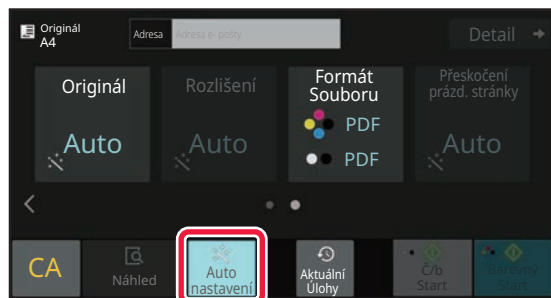 Originál
A4
Adresa
Adresa e- pošty
Detail
Originál
Auto
Rozlišení
Auto
Formát
Souboru
PDF
PDF
Přeskočení
prázd. stránky
Auto
CA
Náhled
Auto
nastavení
Aktuální
Úlohy
Č/b
Start
Barevný
Start